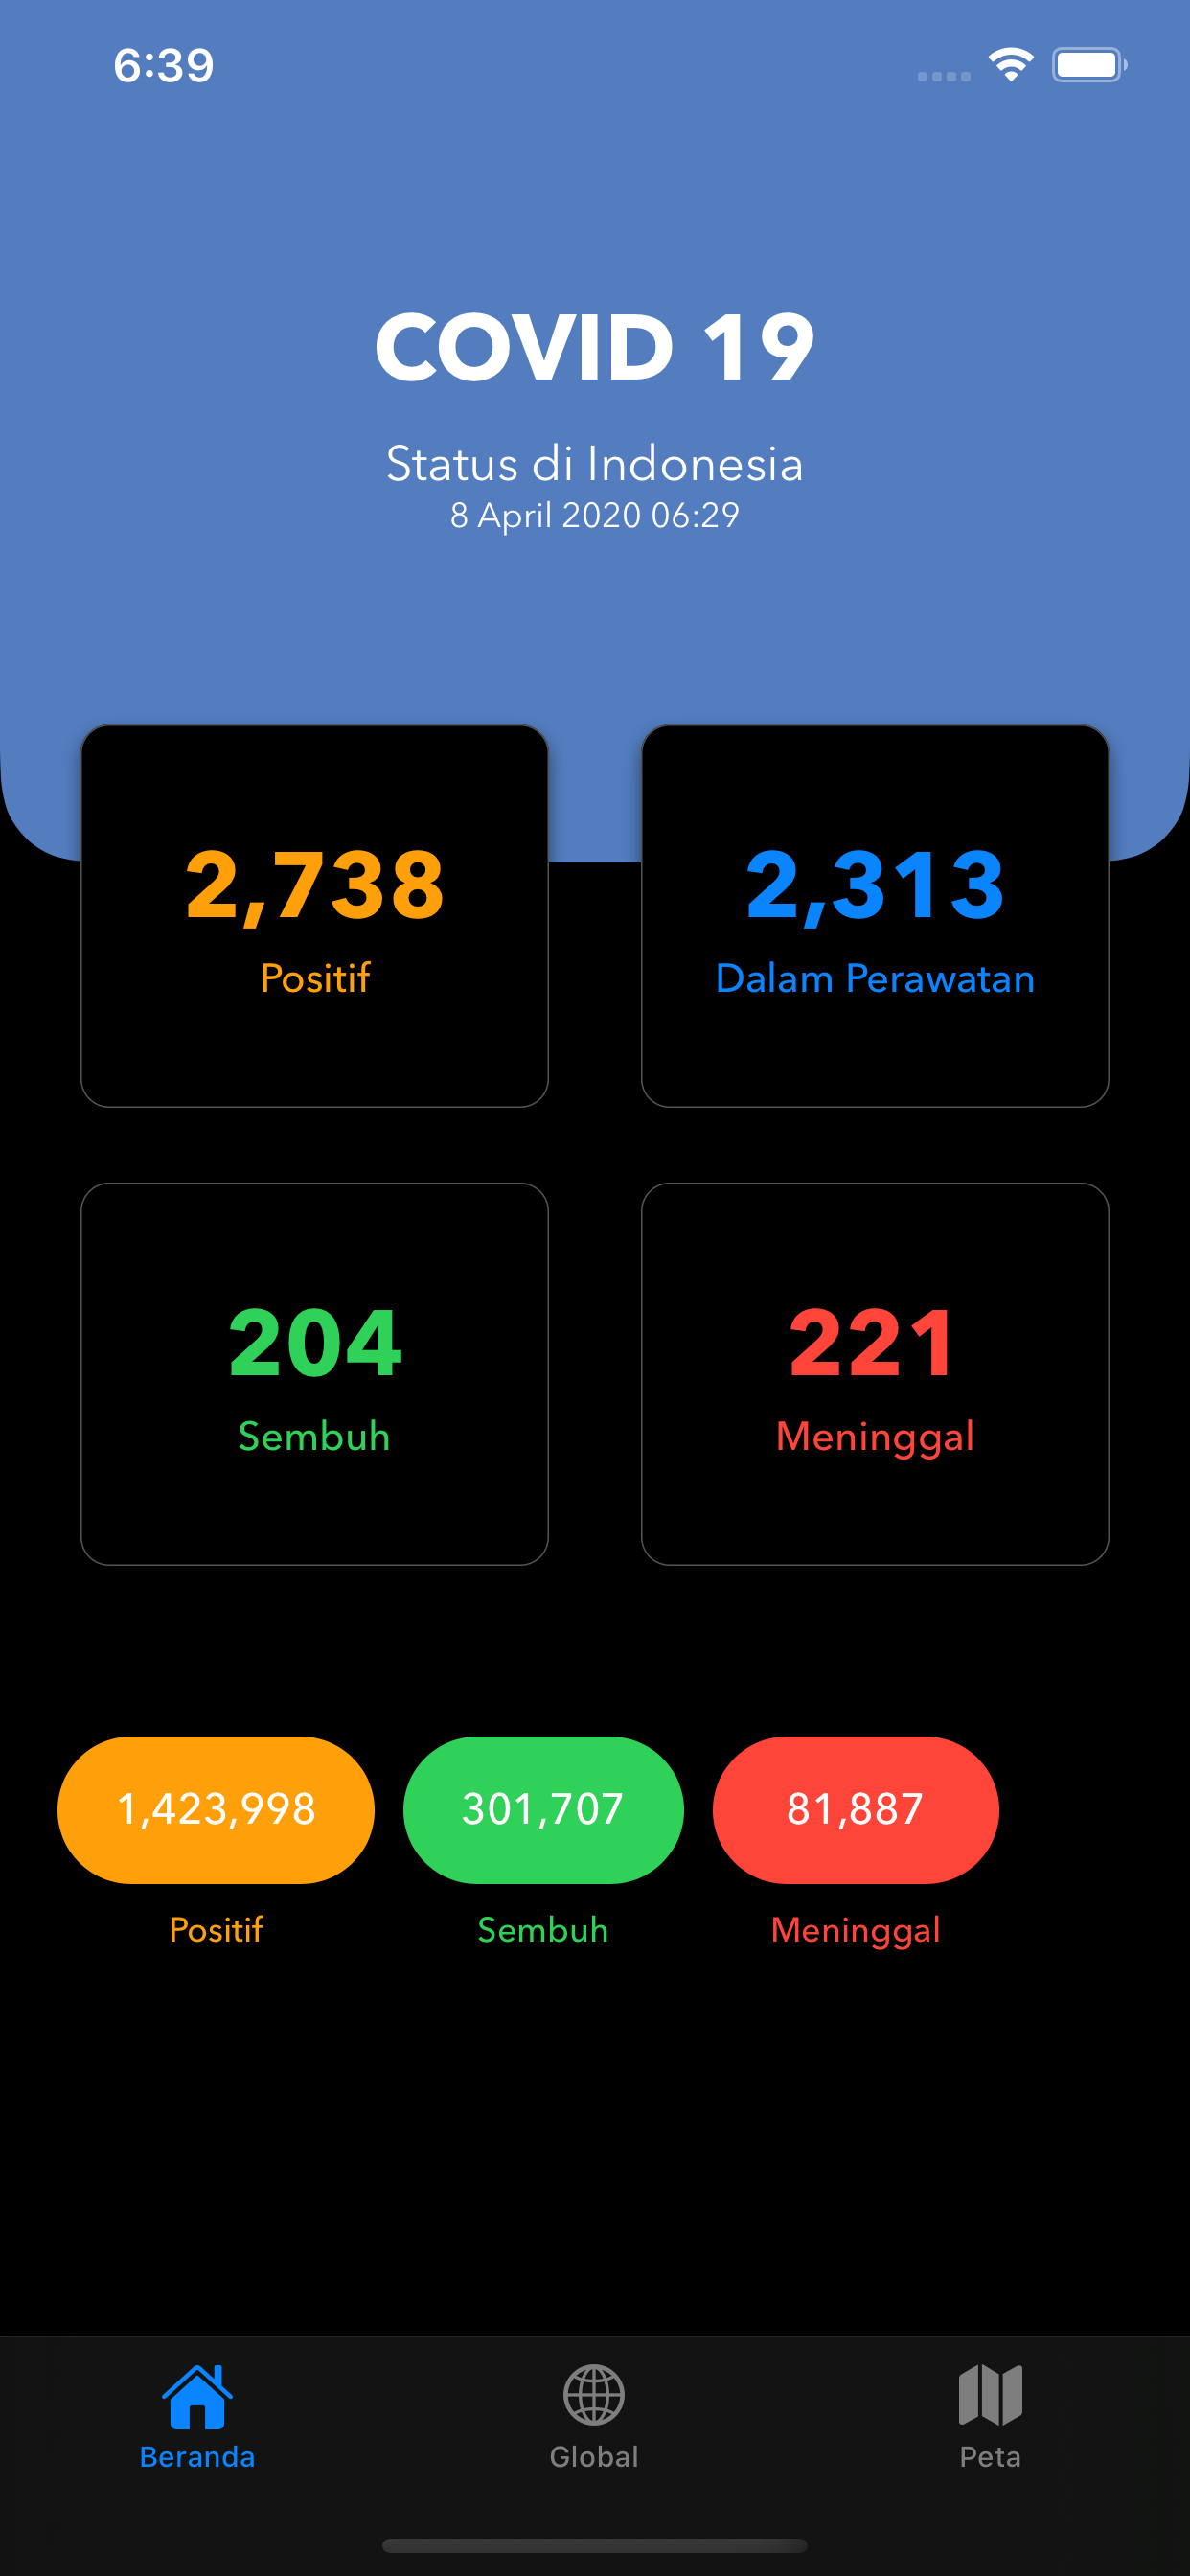 6:39
COVID 19
Status di Indonesia
8 April 2020 06:29
2,738
Positif
2,313
Dalam Perawatan
204
Sembuh
221
Meninggal
1,423,998
Positif
301,707
Sembuh
81,887
Meninggal
Beranda
Global
Peta